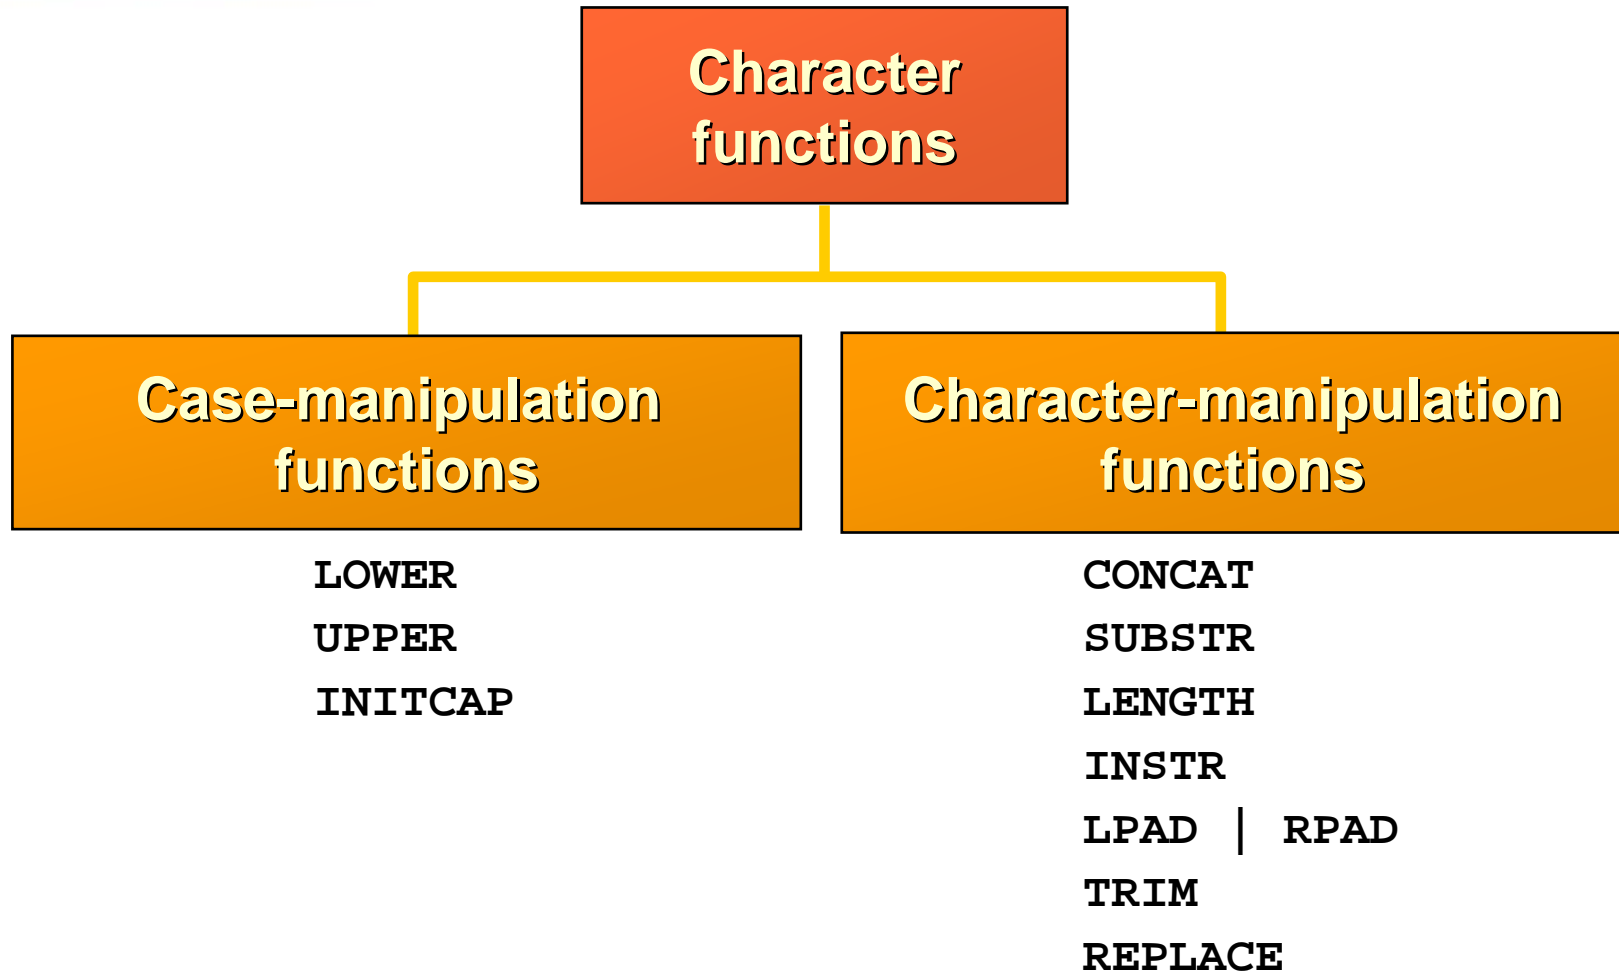 Character
functions
Case-manipulation
functions
Character-manipulation
functions
LOWER
UPPER
INITCAP
CONCAT
SUBSTR
LENGTH
INSTR
LPAD | RPAD
TRIM
REPLACE